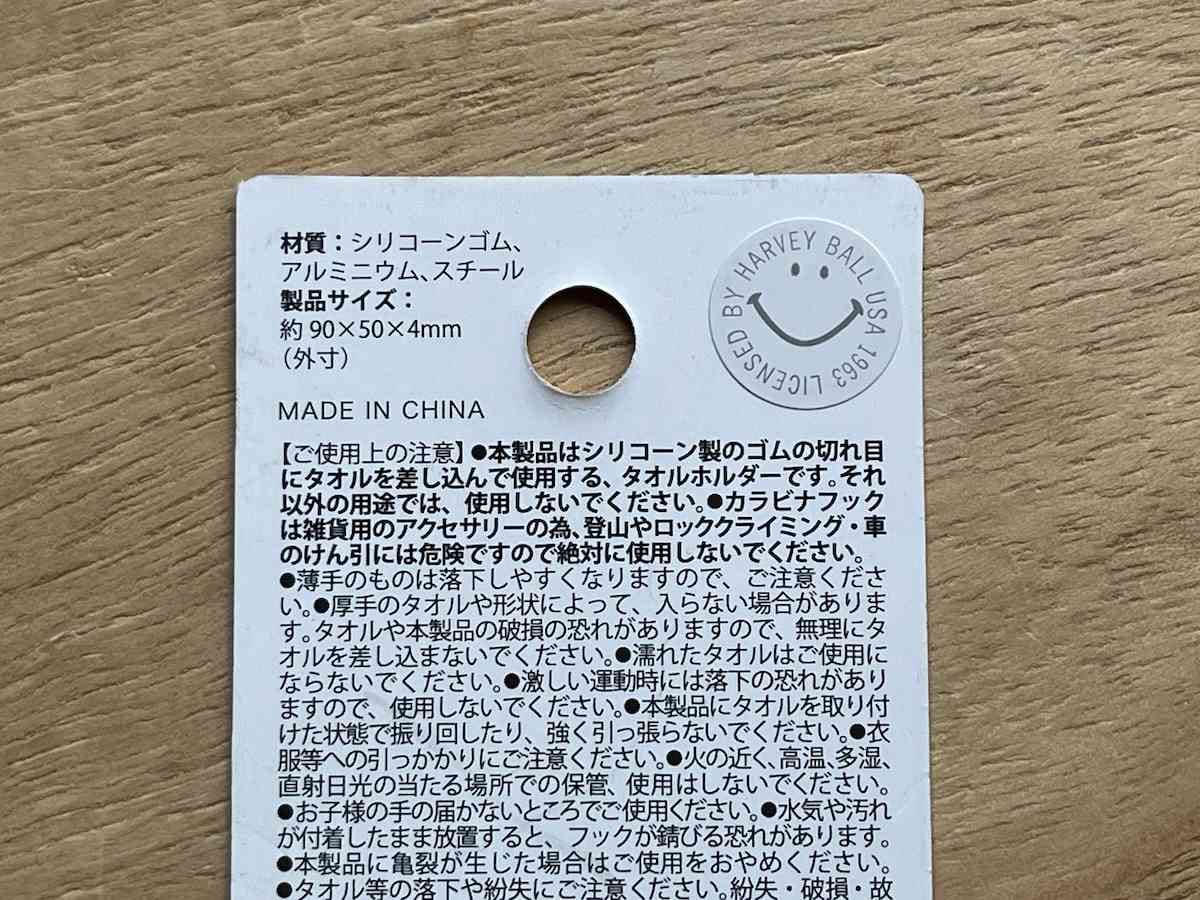 材質：シリコーンゴム、
アルミニウム、スチール
製品サイズ：
約 90×50×4mm
（外寸）
MADE IN CHINA
LICENSED BY HARVEY BALL USA 1963
【ご使用上の注意】●本製品はシリコーン製のゴムの切れ目
にタオルを差し込んで使用する、タオルホルダーです。それ
以外の用途では、使用しないでください。●カラビナフック
は雑貨用のアクセサリーの為、登山やロッククライミング・車
のけん引には危険ですので絶対に使用しないでください。
●薄手のものは落下しやすくなりますので、ご注意くださ
い。●厚手のタオルや形状によって、入らない場合がありま
す。タオルや本製品の破損の恐れがありますので、無理にタ
オルを差し込まないでください。●濡れたタオルはご使用に
ならないでください。●激しい運動時には落下の恐れがあり
ますので、使用しないでください。●本製品にタオルを取り付
けた状態で振り回したり、強く引っ張らないでください。●衣
服等への引っかかりにご注意ください。●火の近く、高温、多湿、
直射日光の当たる場所での保管、使用はしないでください。
●お子様の手の届かないところでご使用ください。●水気や汚れ
が付着したまま放置すると、フックが錆びる恐れがあります。
●本製品に亀裂が生じた場合はご使用をおやめください。
●タオル等の落下や紛失にご注意ください。紛失・破損・故